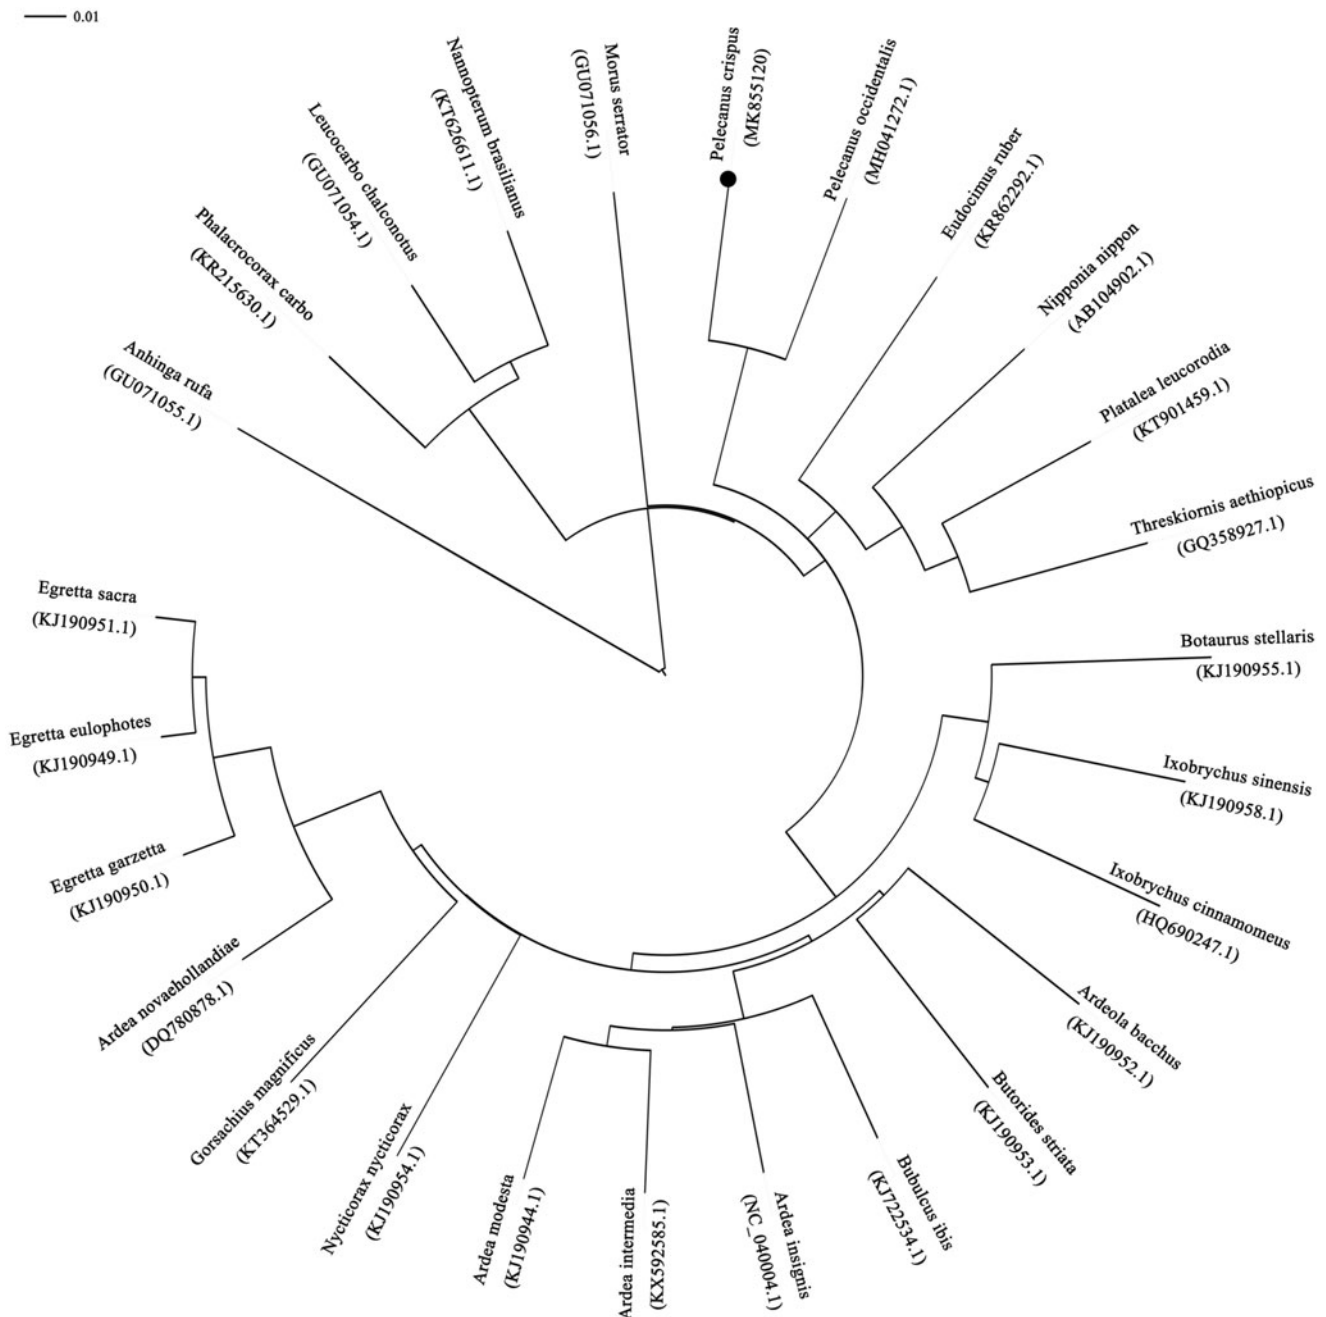 0.01
Morus serrator
(GU071056.1)
Pelecanus crispus
(MK855120)
Pelecanus occidentalis
(MH041272.1)
Eudocimus ruber
(KR862292.1)
Nipponia nippon
(AB104902.1)
Platalea leucorodia
(KT901459.1)
Threskiornis aethiopicus
(GQ358927.1)
Botaurus stellaris
(KJ190955.1)
Ixobrychus sinensis
(KJ190958.1)
Ixobrychus cinnamomeus
(HQ690247.1)
Ardeola bacchus
(KJ190952.1)
Butorides striata
(KJ190953.1)
Bubulcus ibis
(KJ722534.1)
Ardea insignis
(NC_040004.1)
Ardea intermedia
(KX592585.1)
Ardea modesta
(KJ190944.1)
Nycticorax nycticorax
(KJ190954.1)
Gorsachius magnificus
(KT364529.1)
Ardea novaehollandiae
(DQ780878.1)
Egretta garzetta
(KJ190950.1)
Egretta eulophotes
(KJ190949.1)
Egretta sacra
(KJ190951.1)
Anhinga rufa
(GU071055.1)
Phalacrocorax carbo
(KR215630.1)
Leucocarbo chalconotus
(GU071054.1)
Nannopterum brasilianus
(KT626611.1)